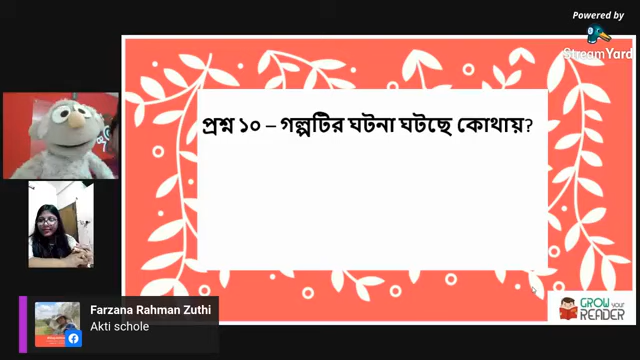 Powered by
StreamYard
প্রশ্ন ১০ – গল্পটির ঘটনা ঘটছে কোথায়?
Farzana Rahman Zuthi
Akti schole
GROW your
READER